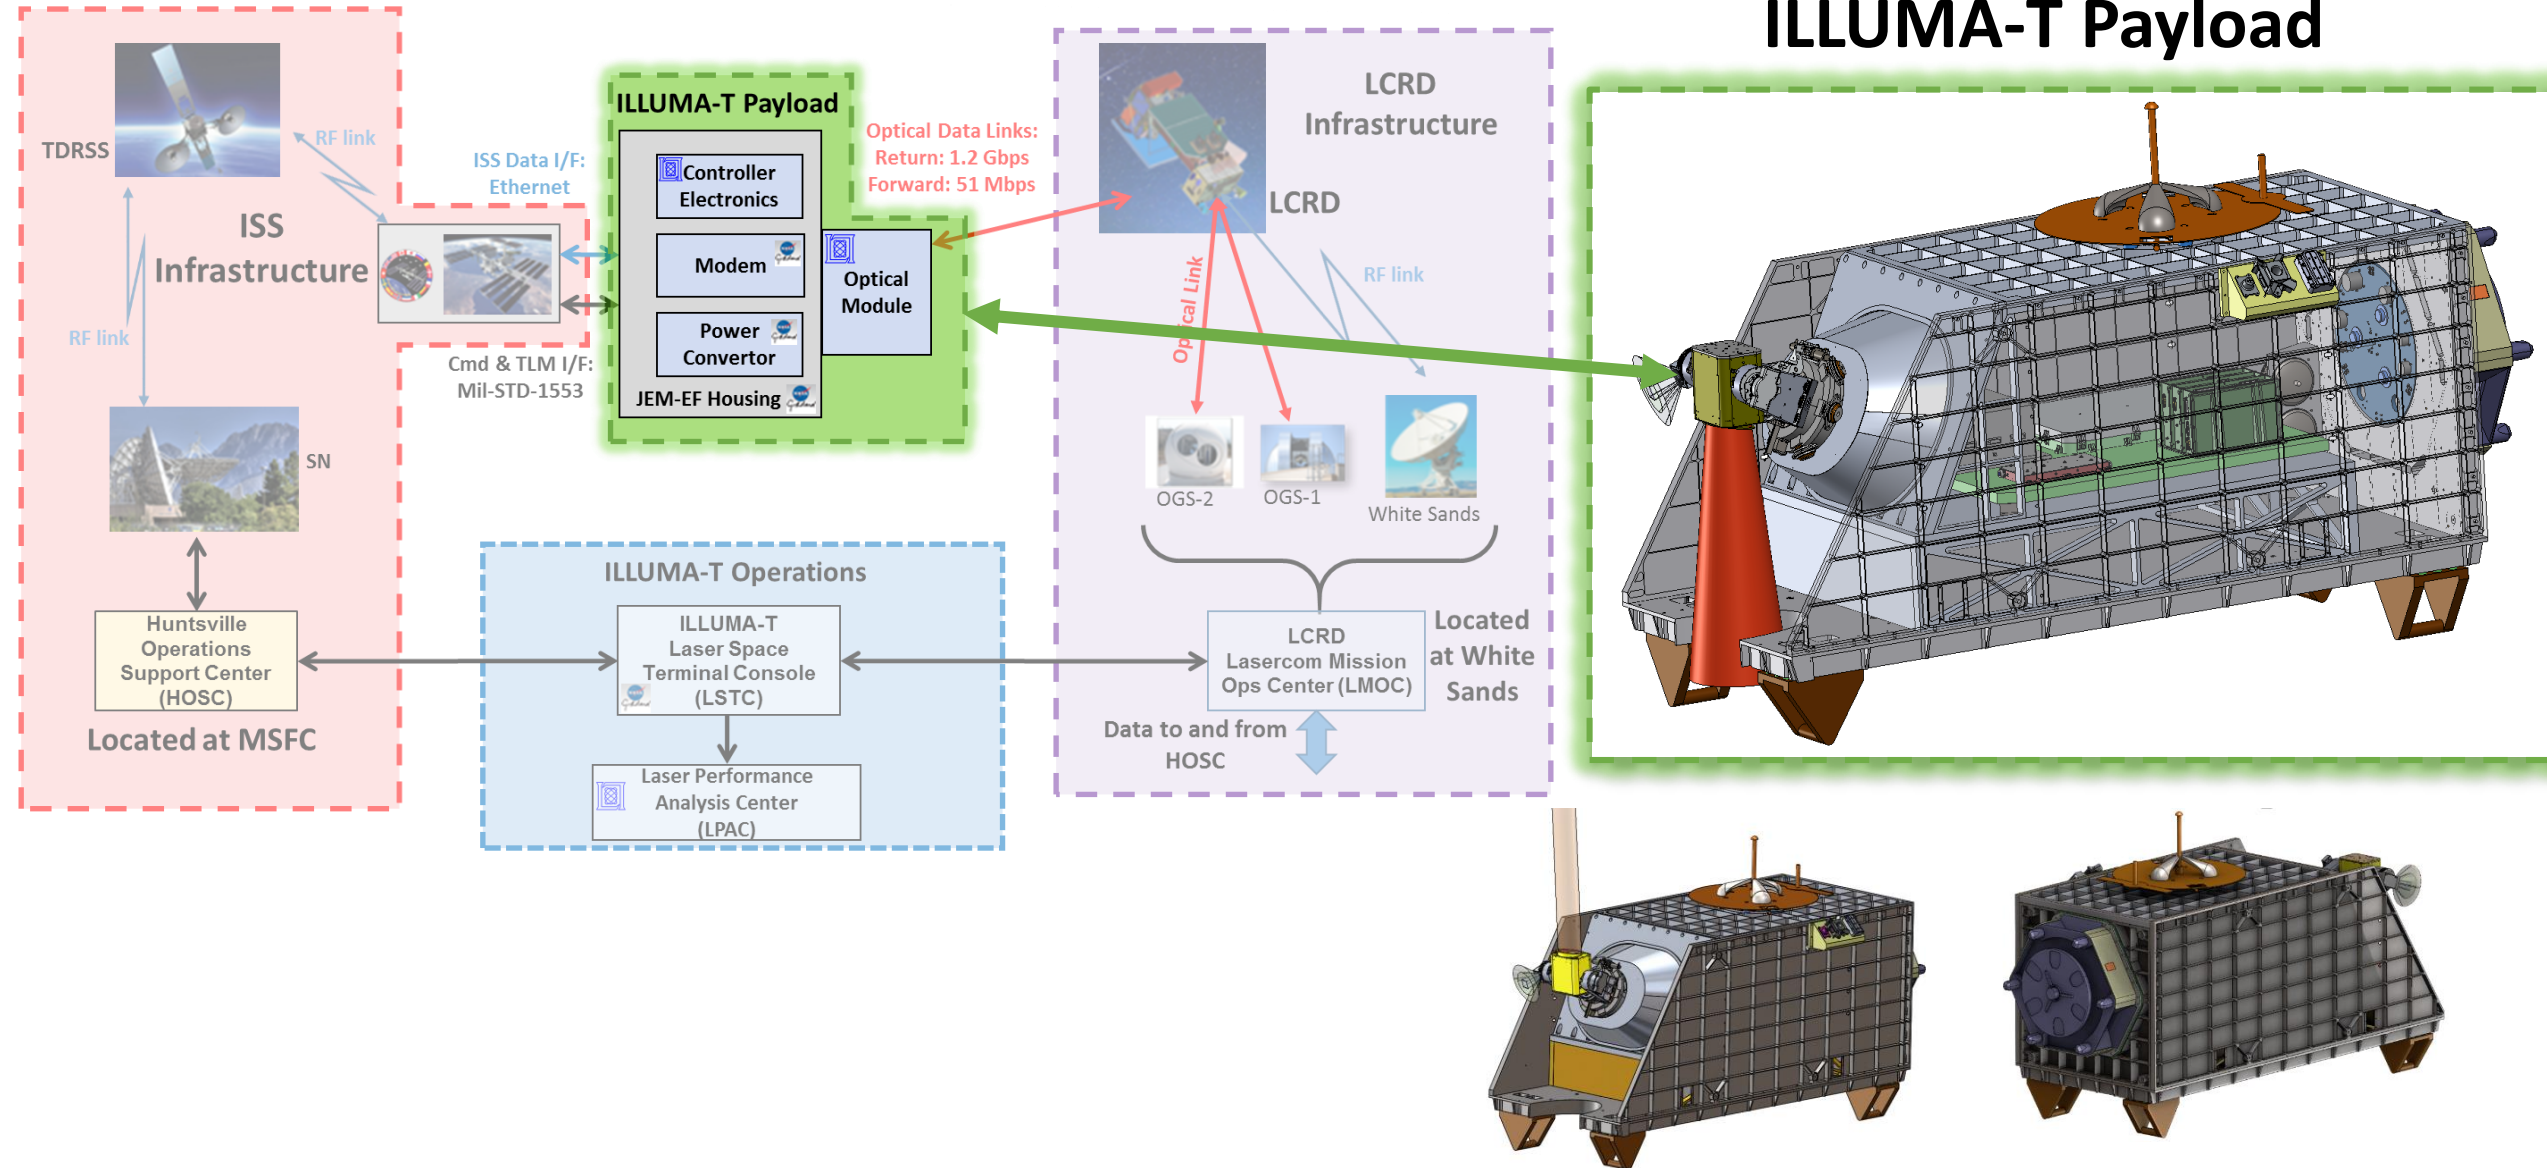 ILLUMA-T Payload
TDRSS
RF link
ISS
Infrastructure
RF link
SN
Huntsville
Operations
Support Center
(HOSC)
Located at MSFC
ISS Data I/F:
Ethernet
Cmd & TLM I/F:
Mil-STD-1553
ILLUMA-T Payload
Controller
Electronics
Modem
Power
Convertor
JEM-EF Housing
Optical
Module
Optical Data Links:
Return: 1.2 Gbps
Forward: 51 Mbps
ILLUMA-T Operations
ILLUMA-T
Laser Space
Terminal Console
(LSTC)
Laser Performance
Analysis Center
(LPAC)
LCRD
Infrastructure
LCRD
Optical Link
RF link
OGS-2
OGS-1
White Sands
LCRD
Lasercom Mission
Ops Center (LMOC)
Located
at White
Sands
Data to and from
HOSC